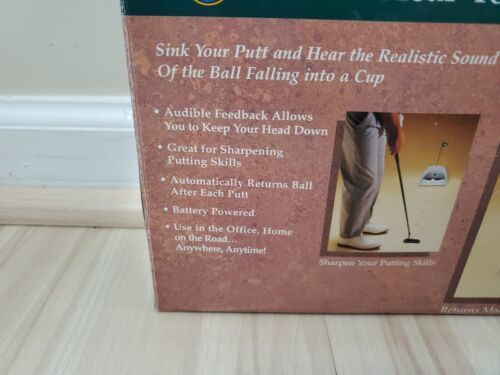 Sink Your Putt and Hear the Realistic Sound
Of the Ball Falling into a Cup
• Audible Feedback Allows
You to Keep Your Head Down
• Great for Sharpening
Putting Skills
• Automatically Returns Ball
After Each Putt
• Battery Powered
• Use in the Office, Home
on the Road...
Anywhere, Anytime!
Sharpen Your Putting Skills
Returns